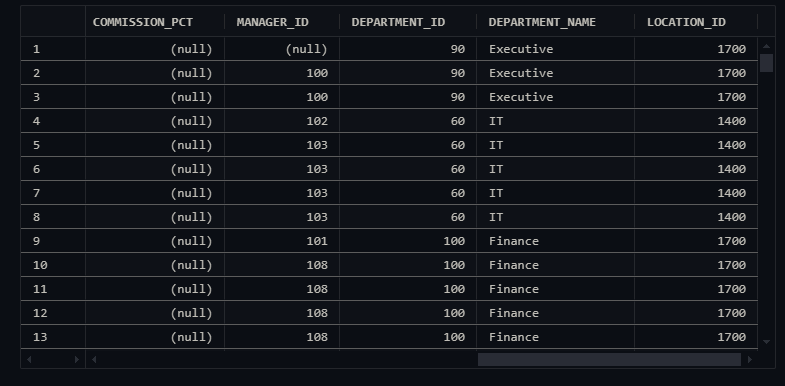 COMMISSION_PCT MANAGER_ID DEPARTMENT_ID DEPARTMENT_NAME LOCATION_ID
1 (null) (null) 90 Executive 1700
2 (null) 100 90 Executive 1700
3 (null) 100 90 Executive 1700
4 (null) 102 60 IT 1400
5 (null) 103 60 IT 1400
6 (null) 103 60 IT 1400
7 (null) 103 60 IT 1400
8 (null) 103 60 IT 1400
9 (null) 101 100 Finance 1700
10 (null) 108 100 Finance 1700
11 (null) 108 100 Finance 1700
12 (null) 108 100 Finance 1700
13 (null) 108 100 Finance 1700